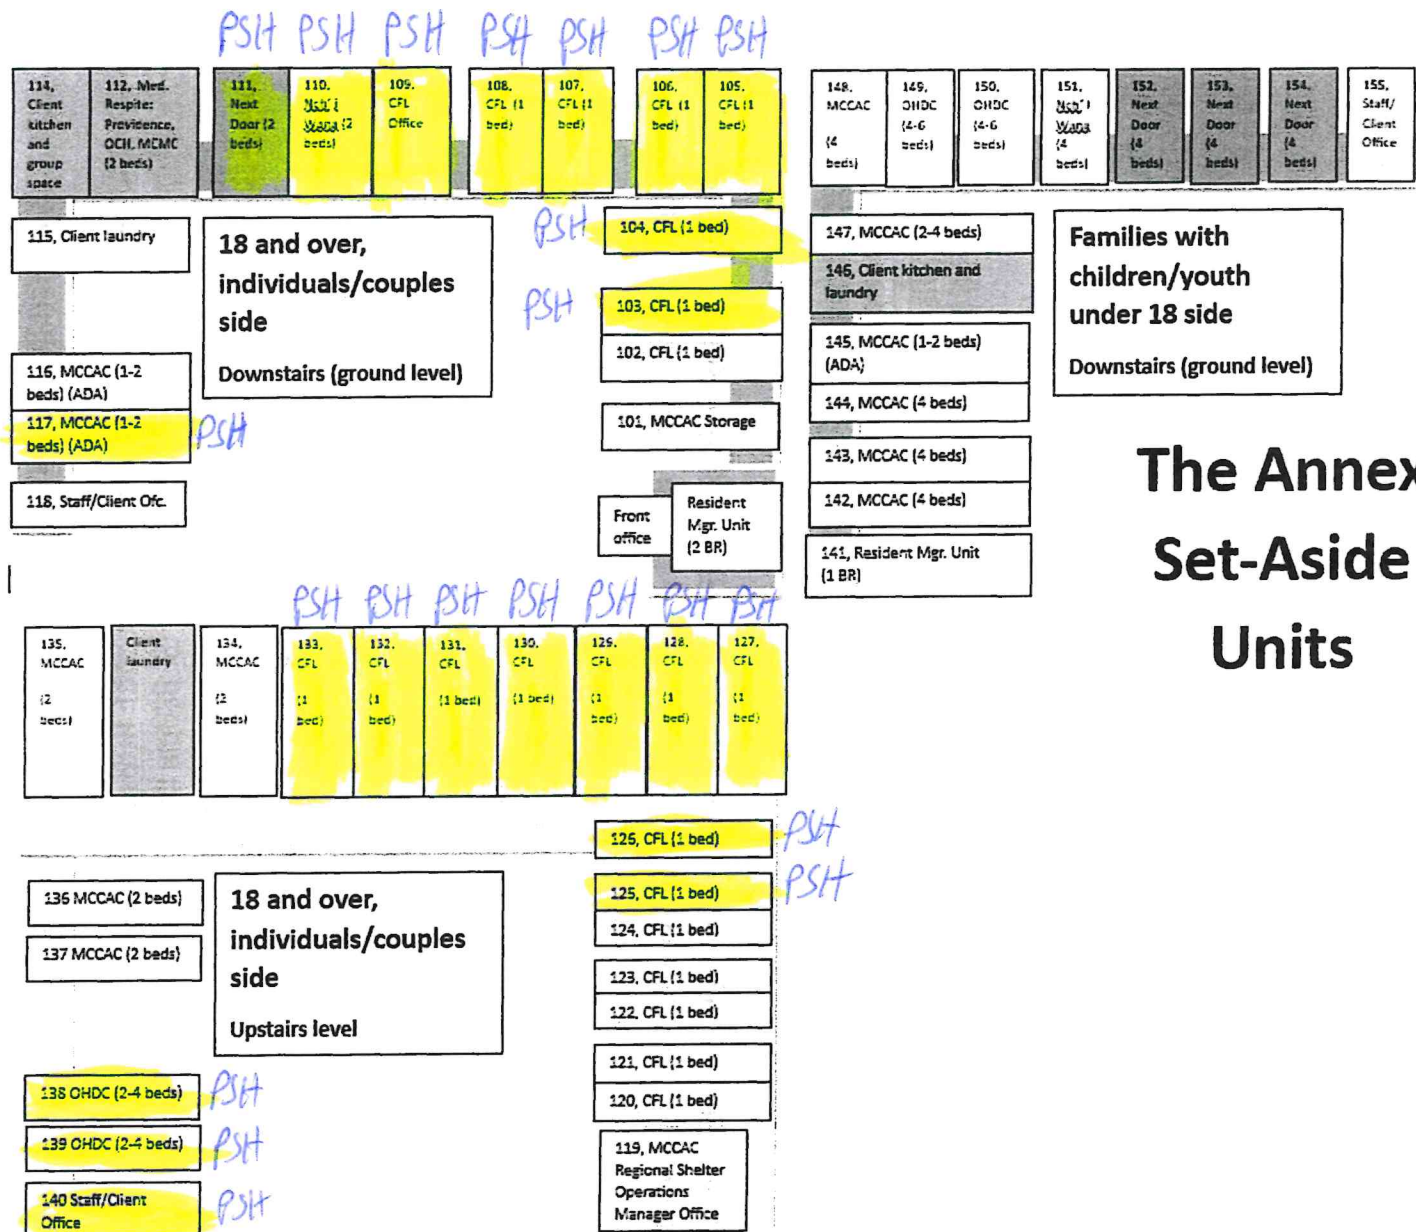 PSH PSH PSH PSH PSH PSH PSH
114,
Client
kitchen
and
group
space
112, Med.
Respite:
Providence,
OCH, MCMC
(2 beds)
111,
Next
Door (2
beds)
110.
Nch'i
Wana (2
beds)
109.
CFL
Office
108.
CFL (1
bed)
107.
CFL (1
bed)
106.
CFL (1
bed)
105.
CFL (1
bed)
148.
MCCAC
(4
beds)
149.
OHDC
(4-6
beds)
150.
OHDC
(4-6
beds)
151,
Nch'i
Wana
(4
beds)
152,
Next
Door
(4
beds)
153,
Next
Door
(4
beds)
154,
Next
Door
(4
beds)
155,
Staff/
Client
Office
115, Client laundry
18 and over,
individuals/couples
side
Downstairs (ground level)
PSH
104, CFL (1 bed)
PSH
103, CFL (1 bed)
102, CFL (1 bed)
101, MCCAC Storage
Front
office
Resident
Mgr. Unit
(2 BR)
116, MCCAC (1-2
beds) (ADA)
117, MCCAC (1-2
beds) (ADA)
PSH
118, Staff/Client Ofc.
147, MCCAC (2-4 beds)
146, Client kitchen and
laundry
145, MCCAC (1-2 beds)
(ADA)
144, MCCAC (4 beds)
143, MCCAC (4 beds)
142, MCCAC (4 beds)
141, Resident Mgr. Unit
(1 BR)
Families with
children/youth
under 18 side
Downstairs (ground level)
The Annex
Set-Aside
Units
PSH PSH PSH PSH PSH PSH PSH
135,
MCCAC
(2
beds)
Client
laundry
134,
MCCAC
(2
beds)
133,
CFL
(1
bed)
132,
CFL
(1
bed)
131,
CFL
(1 bed)
130,
CFL
(1 bed)
129,
CFL
(1
bed)
128,
CFL
(1
bed)
127,
CFL
(1
bed)
126, CFL (1 bed)
PSH
125, CFL (1 bed)
PSH
124, CFL (1 bed)
123, CFL (1 bed)
122, CFL (1 bed)
121, CFL (1 bed)
120, CFL (1 bed)
119, MCCAC
Regional Shelter
Operations
Manager Office
136 MCCAC (2 beds)
137 MCCAC (2 beds)
18 and over,
individuals/couples
side
Upstairs level
138 OHDC (2-4 beds)
PSH
139 OHDC (2-4 beds)
PSH
140 Staff/Client
Office
PSH